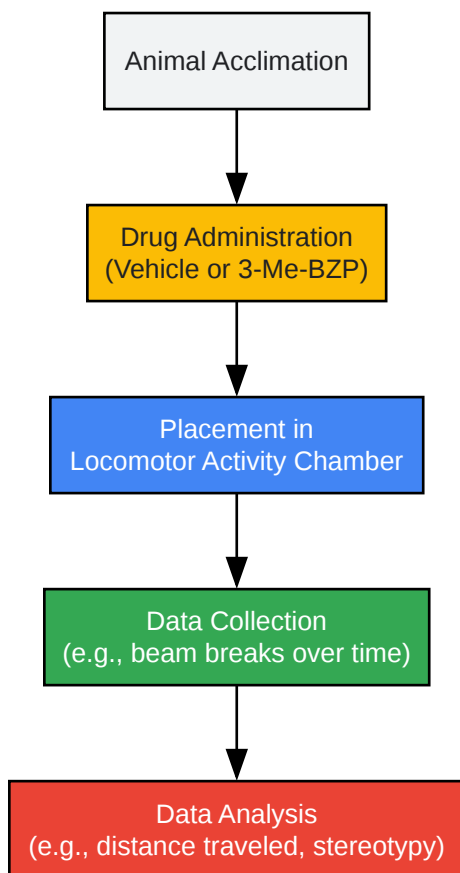 Animal Acclimation
Drug Administration
(Vehicle or 3-Me-BZP)
Placement in
Locomotor Activity Chamber
Data Collection
(e.g., beam breaks over time)
Data Analysis
(e.g., distance traveled, stereotypy)